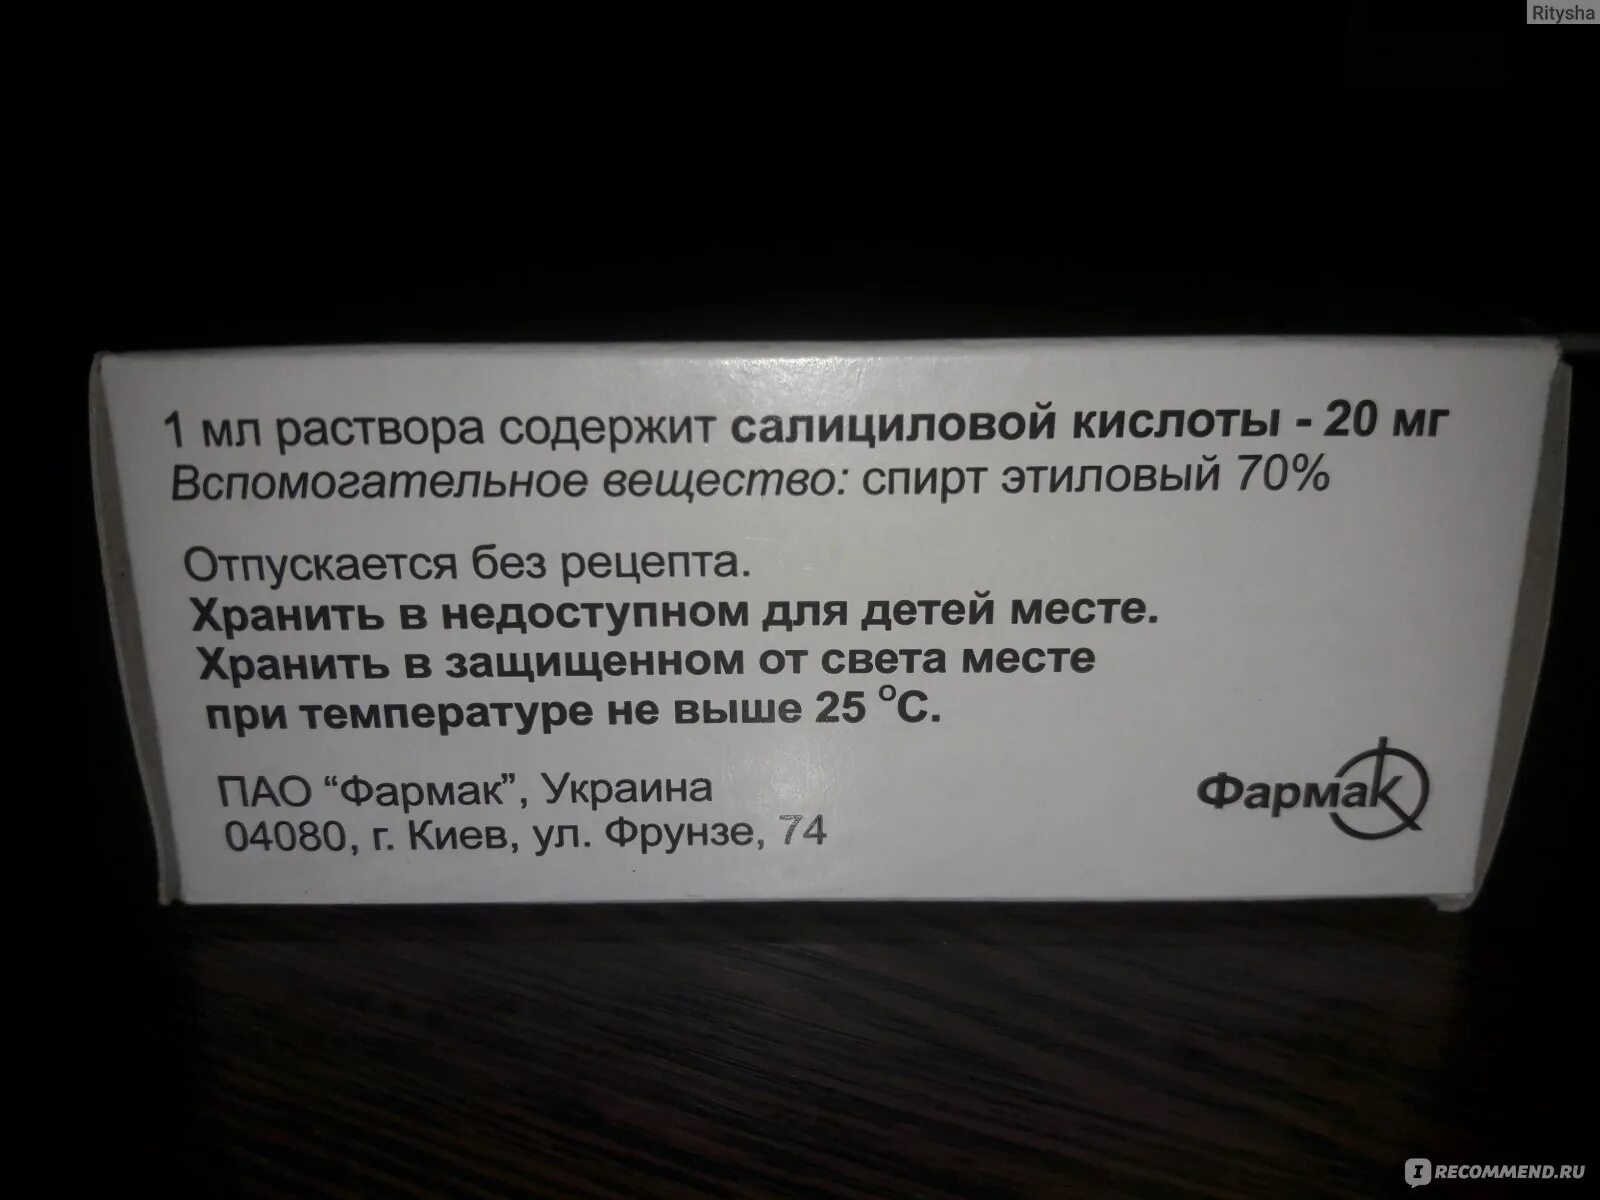 Ritysha
1 мл раствора содержит салициловой кислоты - 20 мг
Вспомогательное вещество: спирт этиловый 70%
Отпускается без рецепта.
Хранить в недоступном для детей месте.
Хранить в защищенном от света месте
при температуре не выше 25 °С.
ПАО “Фармак”, Украина
04080, г. Киев, ул. Фрунзе, 74
Фармак
IRECOMMEND.RU